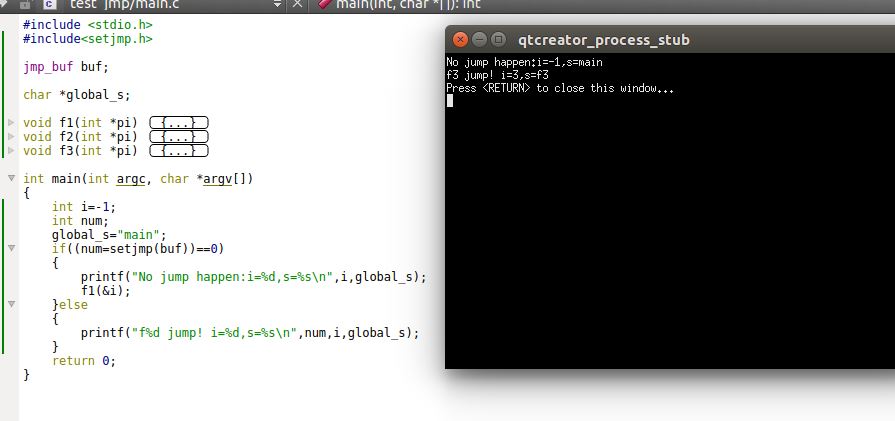 test_jmp/main.c
main(int, char *[]): int
#include <stdio.h>
#include<setjmp.h>
jmp_buf buf;
char *global_s;
void f1(int *pi) {...}
void f2(int *pi) {...}
void f3(int *pi) {...}
int main(int argc, char *argv[])
{
int i=-1;
int num;
global_s="main";
if((num=setjmp(buf))==0)
{
printf("No jump happen:i=%d,s=%s\n",i,global_s);
f1(&i);
}else
{
printf("f%d jump! i=%d,s=%s\n",num,i,global_s);
}
return 0;
}
qtcreator_process_stub
No jump happen:i=-1,s=main
f3 jump! i=3,s=f3
Press <RETURN> to close this window...